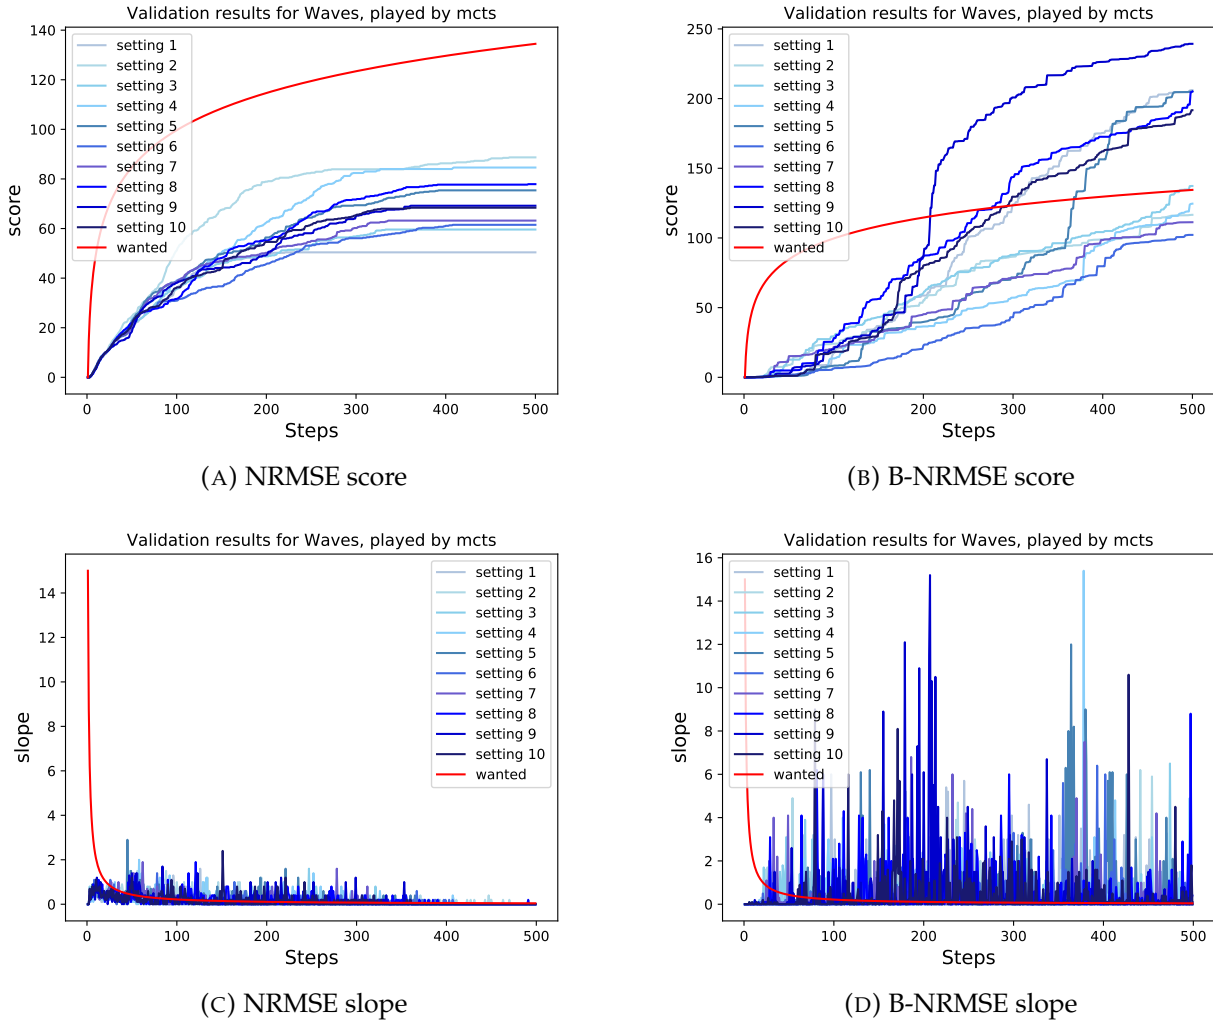 Validation results for Waves, played by mcts
140
120
100
80
60
40
20
0
score
setting 1
setting 2
setting 3
setting 4
setting 5
setting 6
setting 7
setting 8
setting 9
setting 10
wanted
0 100 200 300 400 500
Steps
(A) NRMSE score
Validation results for Waves, played by mcts
250
200
150
100
50
0
score
setting 1
setting 2
setting 3
setting 4
setting 5
setting 6
setting 7
setting 8
setting 9
setting 10
wanted
0 100 200 300 400 500
Steps
(B) B-NRMSE score
Validation results for Waves, played by mcts
14
12
10
8
6
4
2
0
slope
setting 1
setting 2
setting 3
setting 4
setting 5
setting 6
setting 7
setting 8
setting 9
setting 10
wanted
0 100 200 300 400 500
Steps
(C) NRMSE slope
Validation results for Waves, played by mcts
16
14
12
10
8
6
4
2
0
slope
setting 1
setting 2
setting 3
setting 4
setting 5
setting 6
setting 7
setting 8
setting 9
setting 10
wanted
0 100 200 300 400 500
Steps
(D) B-NRMSE slope